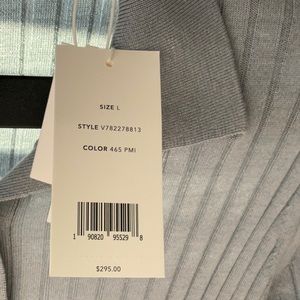 SIZE L
STYLE V782278813
COLOR 465 PMI
1 90820 95529 8
$295.00